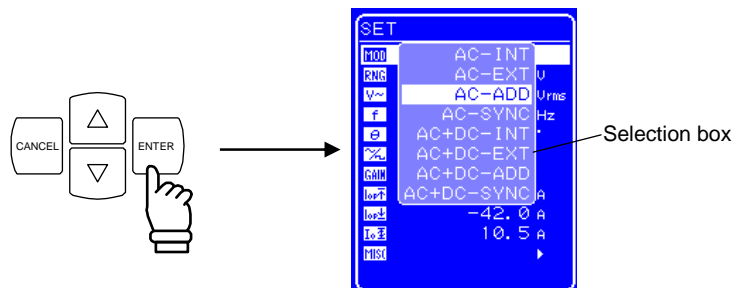 CANCEL
ENTER
SET
MOD
AC-INT
RNG
AC-EXT V
V~
AC-ADD Vrms
f
AC-SYNC Hz
θ
AC+DC-INT °
AC+DC-EXT
GAIN
AC+DC-ADD
AC+DC-SYNC A
-42.0 A
10.5 A
MISC
Selection box